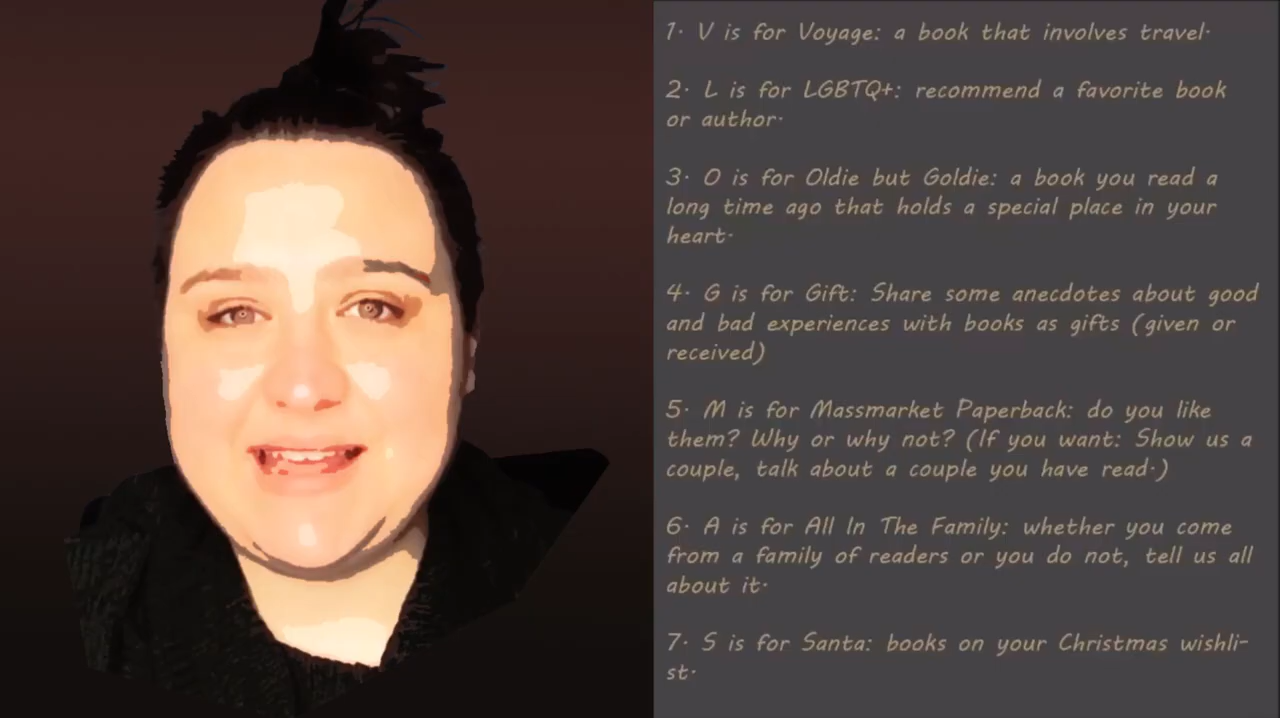 1. V is for Voyage: a book that involves travel.
2. L is for LGBTQ+: recommend a favorite book
or author.
3. O is for Oldie but Goldie: a book you read a
long time ago that holds a special place in your
heart.
4. G is for Gift: Share some anecdotes about good
and bad experiences with books as gifts (given or
received)
5. M is for Massmarket Paperback: do you like
them? Why or why not? (If you want: Show us a
couple, talk about a couple you have read.)
6. A is for All In The Family: whether you come
from a family of readers or you do not, tell us all
about it.
7. S is for Santa: books on your Christmas wishli-
st.